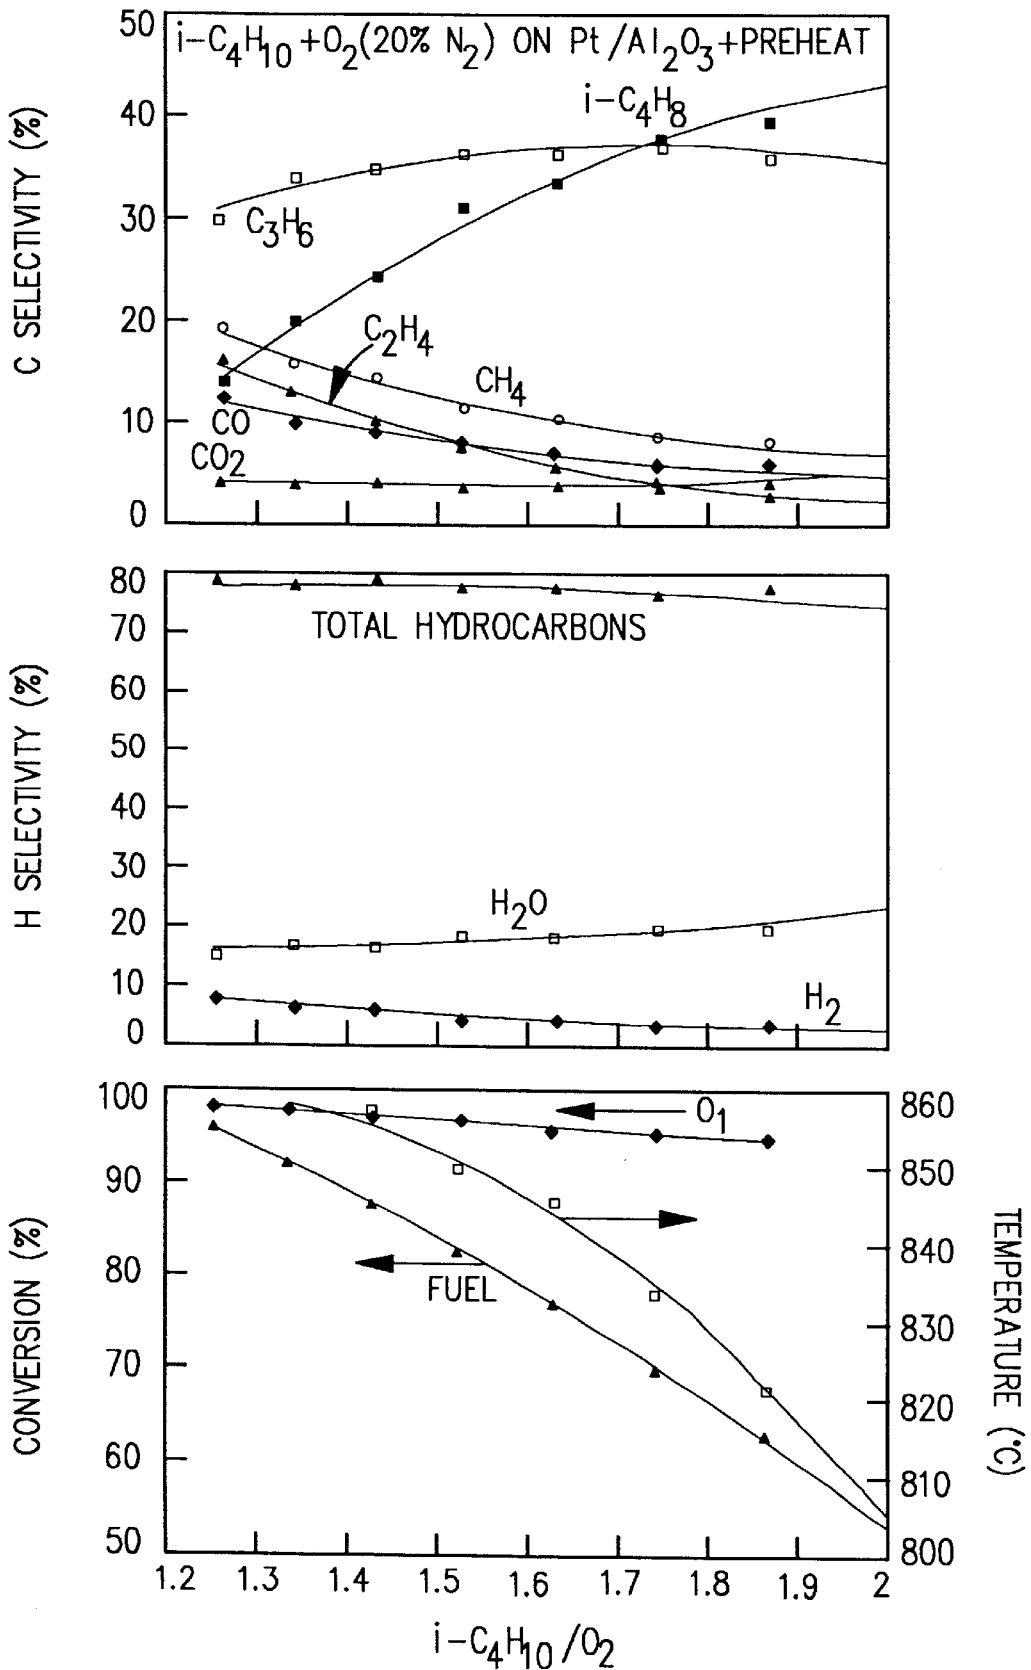 i-C4H10+O2(20% N2) ON Pt/Al2O3+PREHEAT
50
40
30
20
10
0
C SELECTIVITY (%)
i-C4H8
C3H6
C2H4
CH4
CO
CO2
80
70
60
50
40
30
20
10
0
H SELECTIVITY (%)
TOTAL HYDROCARBONS
H2O
H2
100
90
80
70
60
50
CONVERSION (%)
O1
FUEL
860
850
840
830
820
810
800
TEMPERATURE (°C)
1.2 1.3 1.4 1.5 1.6 1.7 1.8 1.9 2
i-C4H10/O2